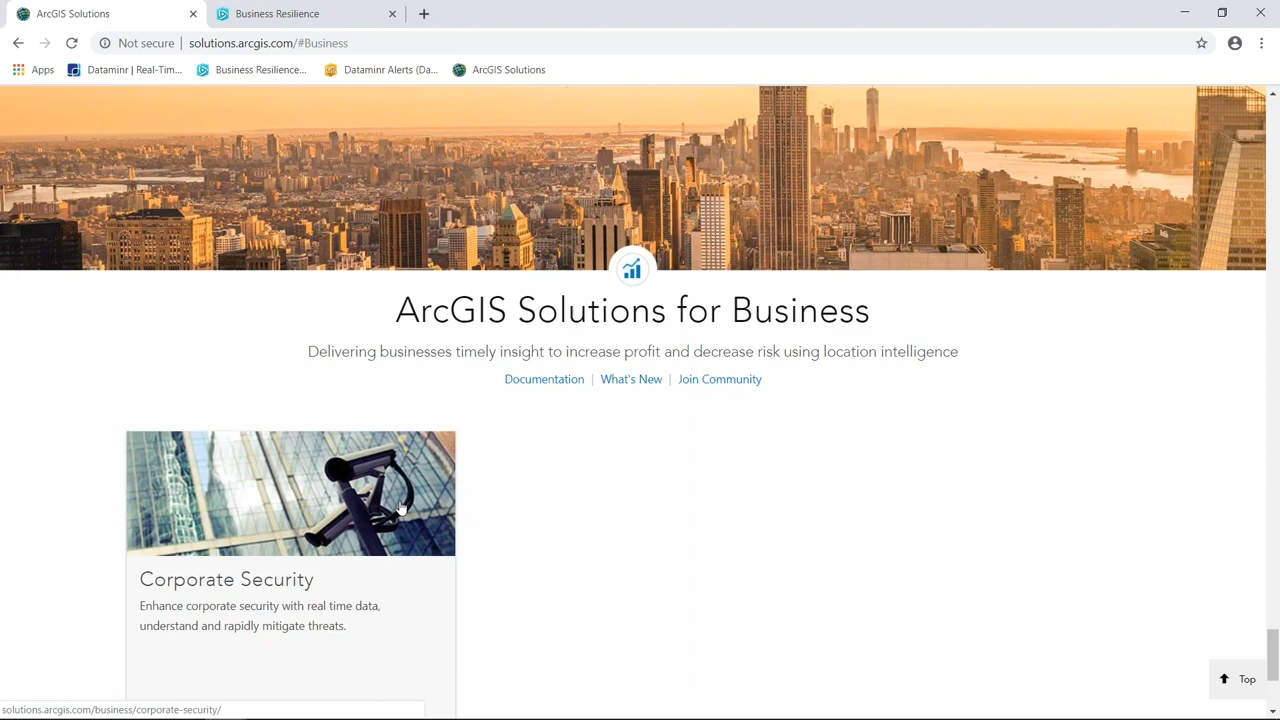 ArcGIS Solutions
Business Resilience
Not secure
solutions.arcgis.com/#Business
Apps
Dataminr | Real-Tim...
Business Resilience...
Dataminr Alerts (Da...
ArcGIS Solutions
ArcGIS Solutions for Business
Delivering businesses timely insight to increase profit and decrease risk using location intelligence
Documentation | What's New | Join Community
Corporate Security
Enhance corporate security with real time data,
understand and rapidly mitigate threats.
Top
solutions.arcgis.com/business/corporate-security/